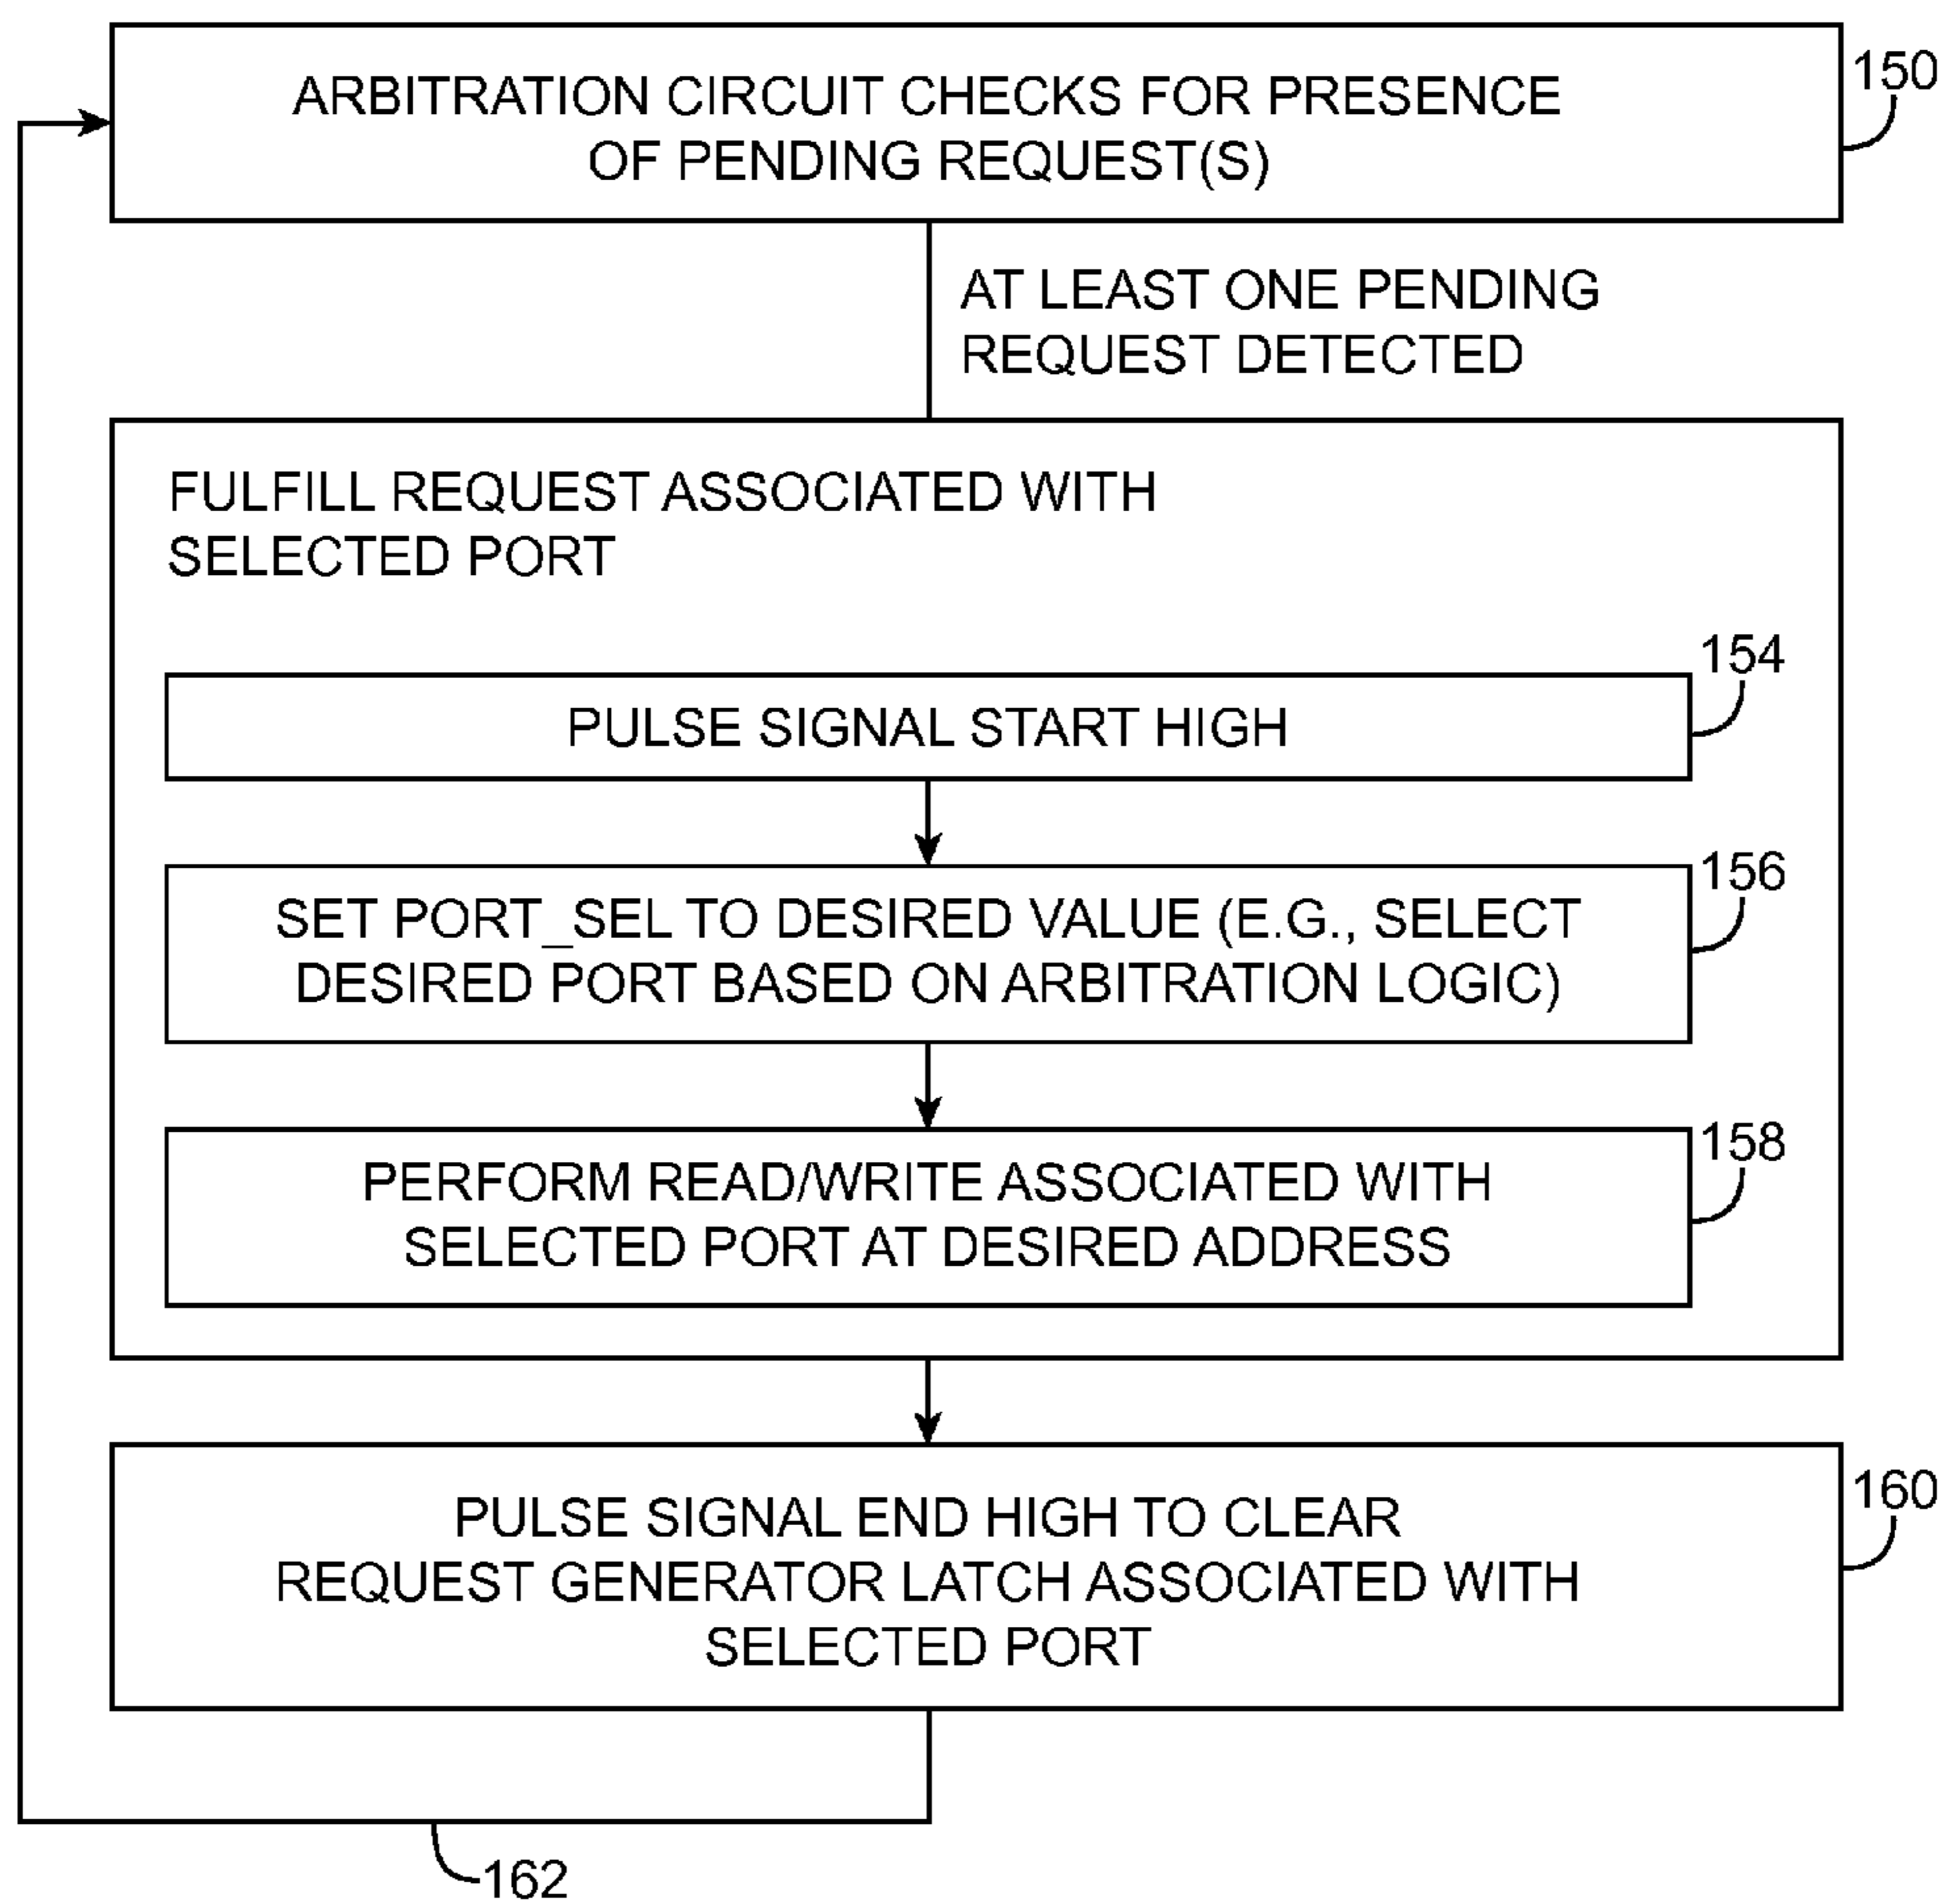 ARBITRATION CIRCUIT CHECKS FOR PRESENCE
OF PENDING REQUEST(S)
150
AT LEAST ONE PENDING
REQUEST DETECTED
FULFILL REQUEST ASSOCIATED WITH
SELECTED PORT
154
PULSE SIGNAL START HIGH
156
SET PORT_SEL TO DESIRED VALUE (E.G., SELECT
DESIRED PORT BASED ON ARBITRATION LOGIC)
158
PERFORM READ/WRITE ASSOCIATED WITH
SELECTED PORT AT DESIRED ADDRESS
160
PULSE SIGNAL END HIGH TO CLEAR
REQUEST GENERATOR LATCH ASSOCIATED WITH
SELECTED PORT
162